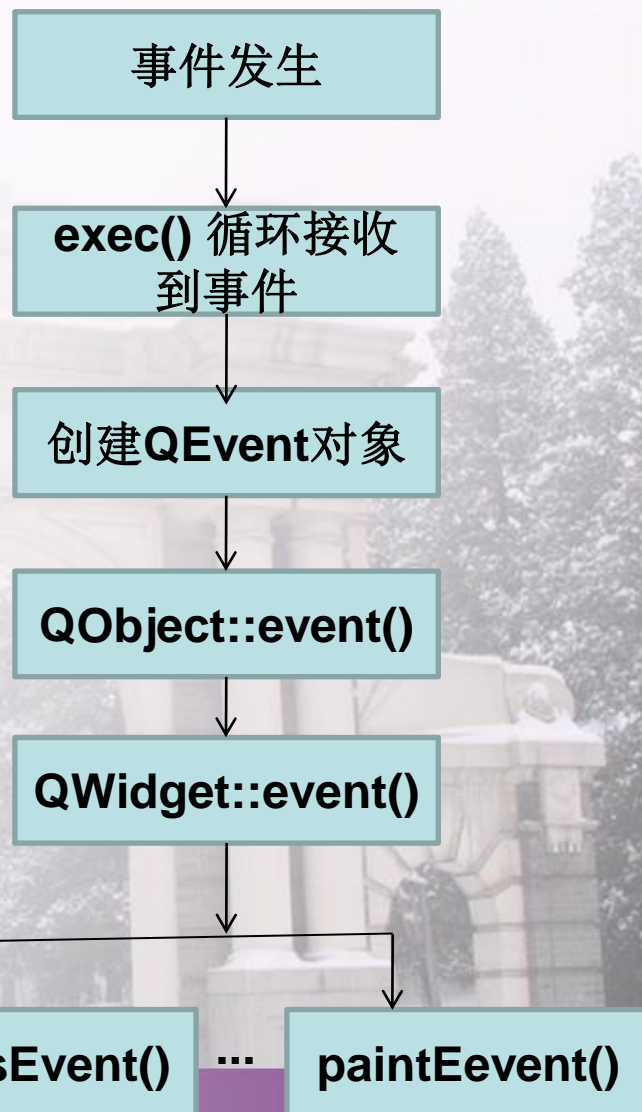 事件发生
exec() 循环接收
到事件
创建QEvent对象
QObject::event()
QWidget::event()
sEvent() ... paintEevent()